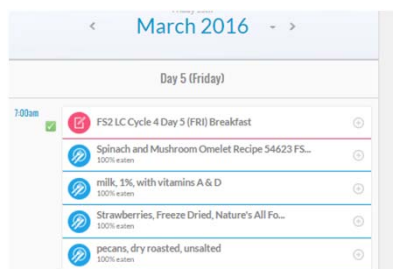 March 2016
Day 5 (Friday)
7:00am
FS2 LC Cycle 4 Day 5 (FRI) Breakfast
Spinach and Mushroom Omelet Recipe 54623 FS...
100% eaten
milk, 1%, with vitamins A & D
100% eaten
Strawberries, Freeze Dried, Nature's All Fo...
100% eaten
pecans, dry roasted, unsalted
100% eaten